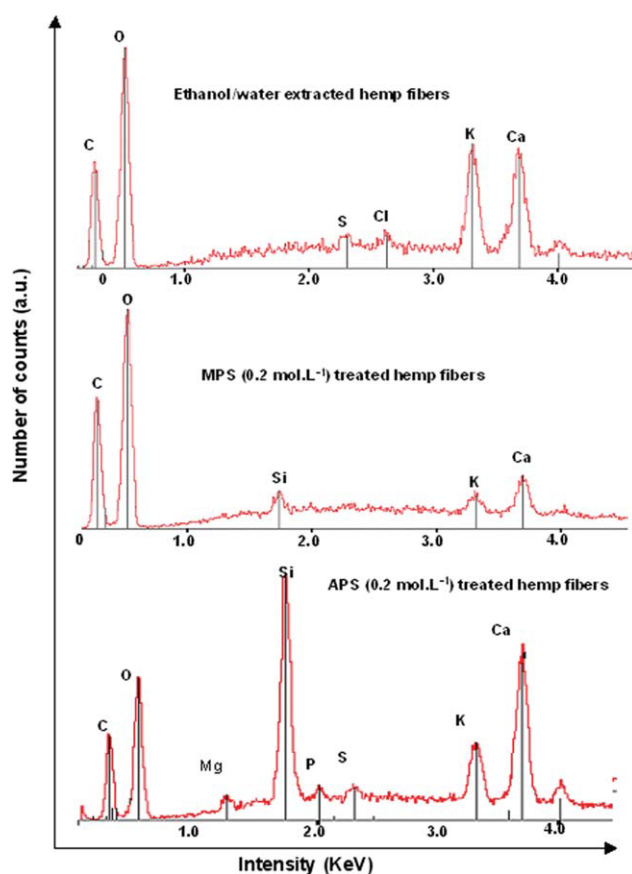 O
Ethanol/water extracted hemp fibers
C
K
Ca
S
Cl
0 1.0 2.0 3.0 4.0
O
MPS (0.2 mol.L⁻¹) treated hemp fibers
C
Si
K
Ca
0 1.0 2.0 3.0 4.0
Si
APS (0.2 mol.L⁻¹) treated hemp fibers
Ca
O
C
K
Mg
P
S
1.0 2.0 3.0 4.0
Number of counts (a.u.)
Intensity (KeV)